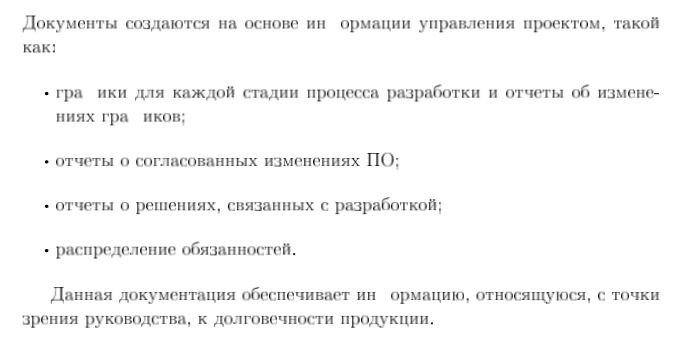 Документы создаются на основе ин ормации управления проектом, такой
как:
• гра ики для каждой стадии процесса разработки и отчеты об измене-
ниях гра иков;
• отчеты о согласованных изменениях ПО;
• отчеты о решениях, связанных с разработкой;
• распределение обязанностей.
Данная документация обеспечивает ин ормацию, относящуюся, с точки
зрения руководства, к долговечности продукции.